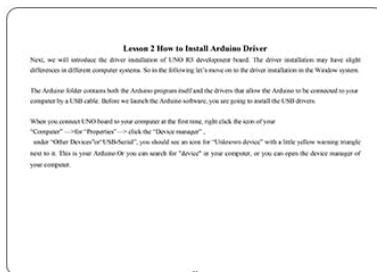 Lesson 2 How to Install Arduino Driver
Next, we will introduce the driver installation of UNO R3 development board. The driver installation may have slight
differences in different computer systems. So in the following let's move on to the driver installation in the Window system.
The Arduino folder contains both the Arduino program itself and the drivers that allow the Arduino to be connected to your
computer by a USB cable. Before we launch the Arduino software, you are going to install the USB drivers.
When you connect UNO board to your computer at the first time, right click the icon of your
"Computer" —>for "Properties"—> click the "Device manager" ,
under "Other Devices"or"USB/Serial", you should see an icon for "Unknown device" with a little yellow warning triangle
next to it. This is your Arduino.Or you can search for "device" in your computer, or you can open the device manager of
your computer.